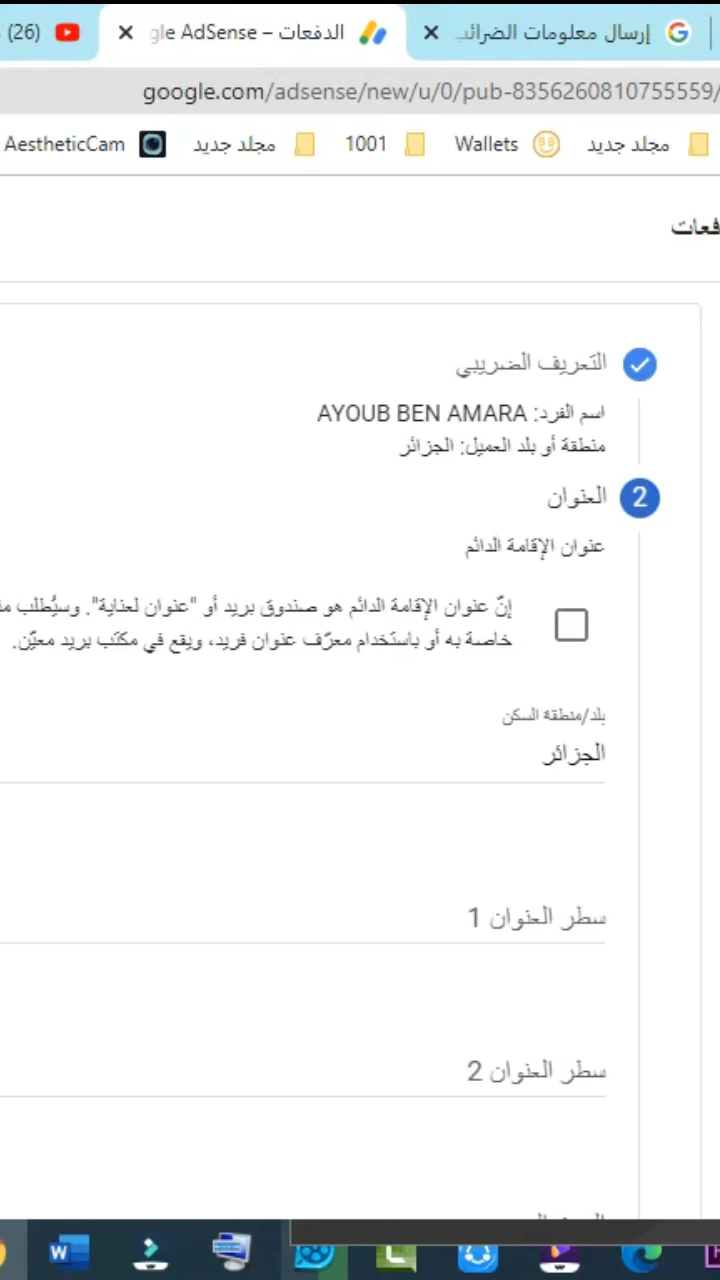 (26)
الدفعات – gle AdSense
إرسال معلومات الضرائب
google.com/adsense/new/u/0/pub-8356260810755559/
AestheticCam
مجلد جديد
1001
Wallets
مجلد جديد
فعات
التعريف الضريبي
اسم الفرد: AYOUB BEN AMARA
منطقة أو بلد العميل: الجزائر
2 العنوان
عنوان الإقامة الدائم
إنّ عنوان الإقامة الدائم هو صندوق بريد أو "عنوان لعناية". وسيُطلب
خاصة به أو باستخدام معرّف عنوان فريد، ويقع في مكتب بريد معيّن.
بلد/منطقة السكن
الجزائر
سطر العنوان 1
سطر العنوان 2